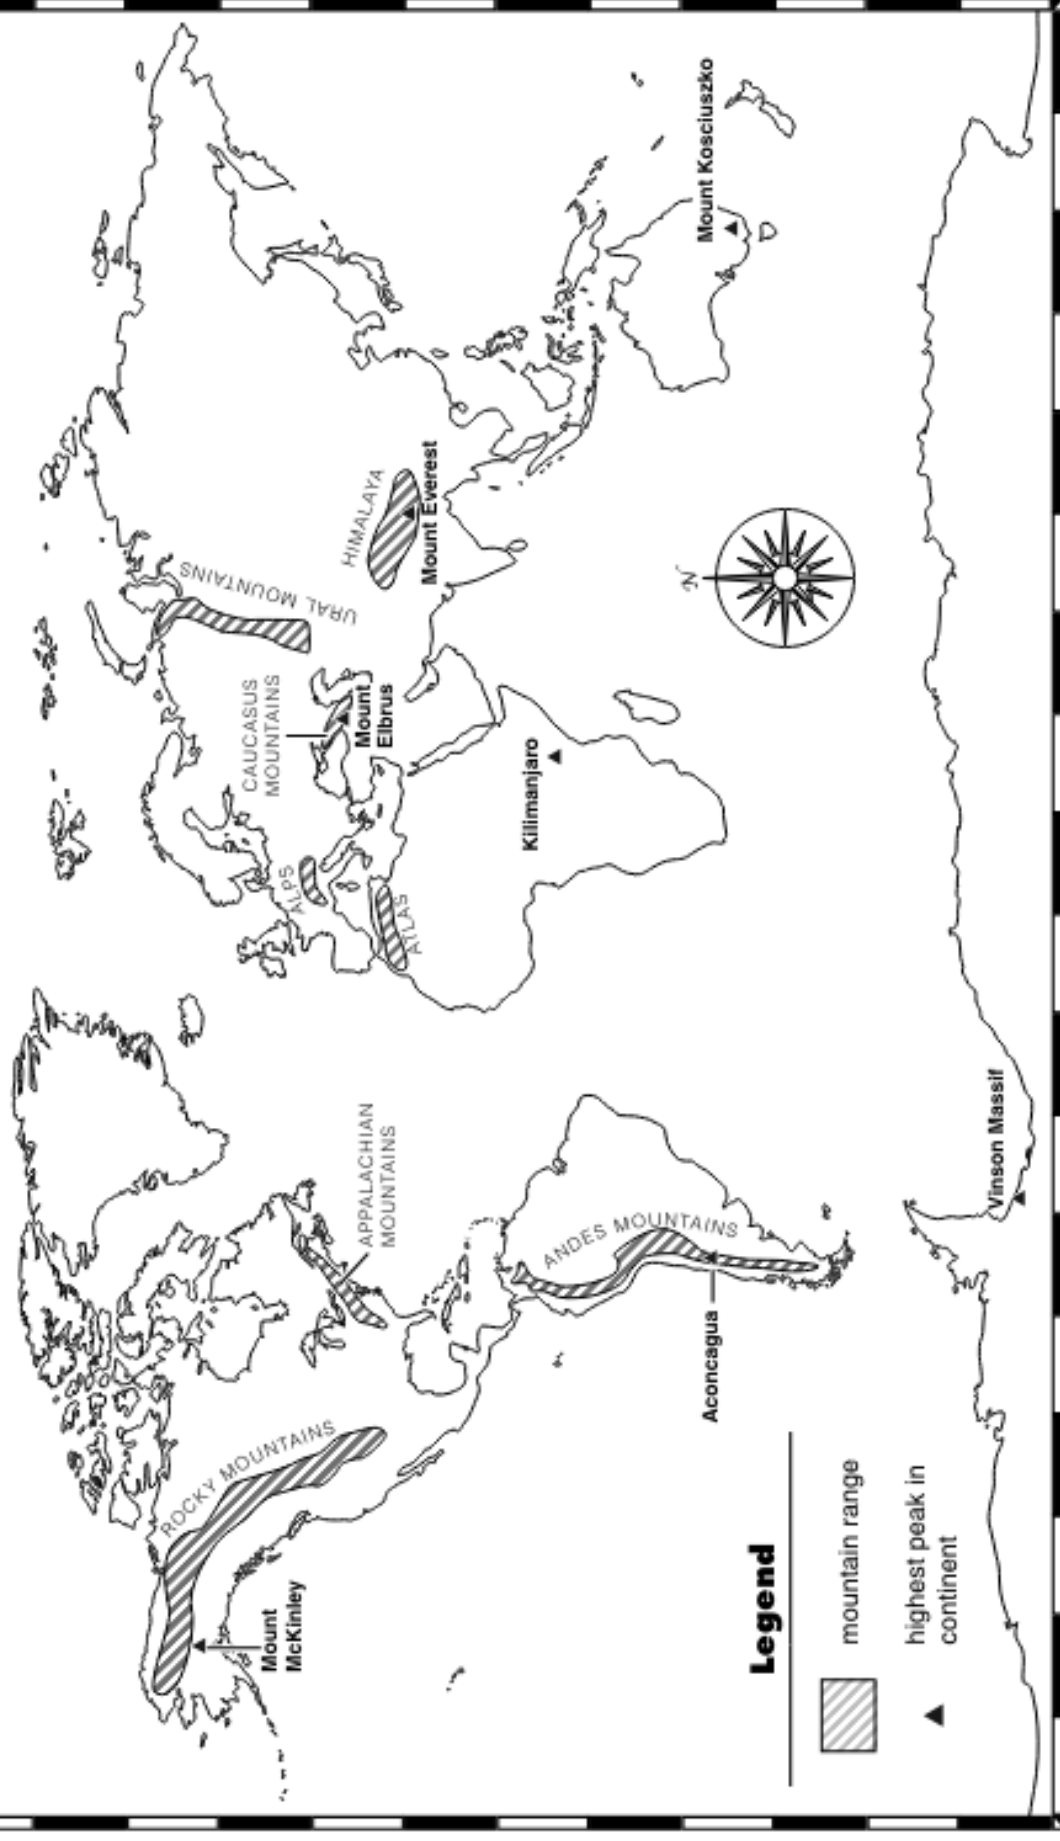 ROCKY MOUNTAINS
Mount
McKinley
APPALACHIAN
MOUNTAINS
ANDES MOUNTAINS
Aconcagua
ALPS
ATLAS
CAUCASUS
MOUNTAINS
Mount
Elbrus
URAL MOUNTAINS
HIMALAYA
Mount Everest
Kilimanjaro
Mount Kosciuszko
Vinson Massif
N
Legend
mountain range
highest peak in
continent